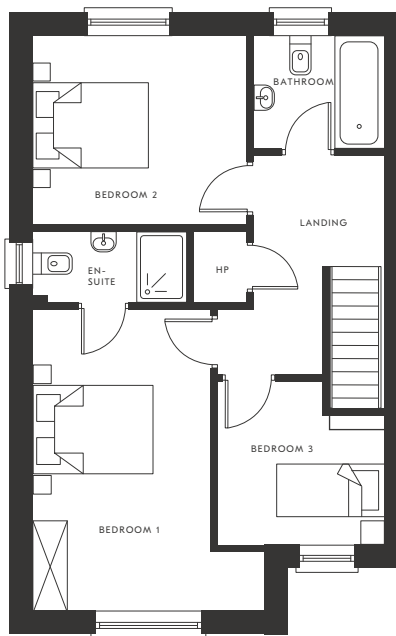 BATHROOM
BEDROOM 2
LANDING
EN-
SUITE
HP
BEDROOM 3
BEDROOM 1